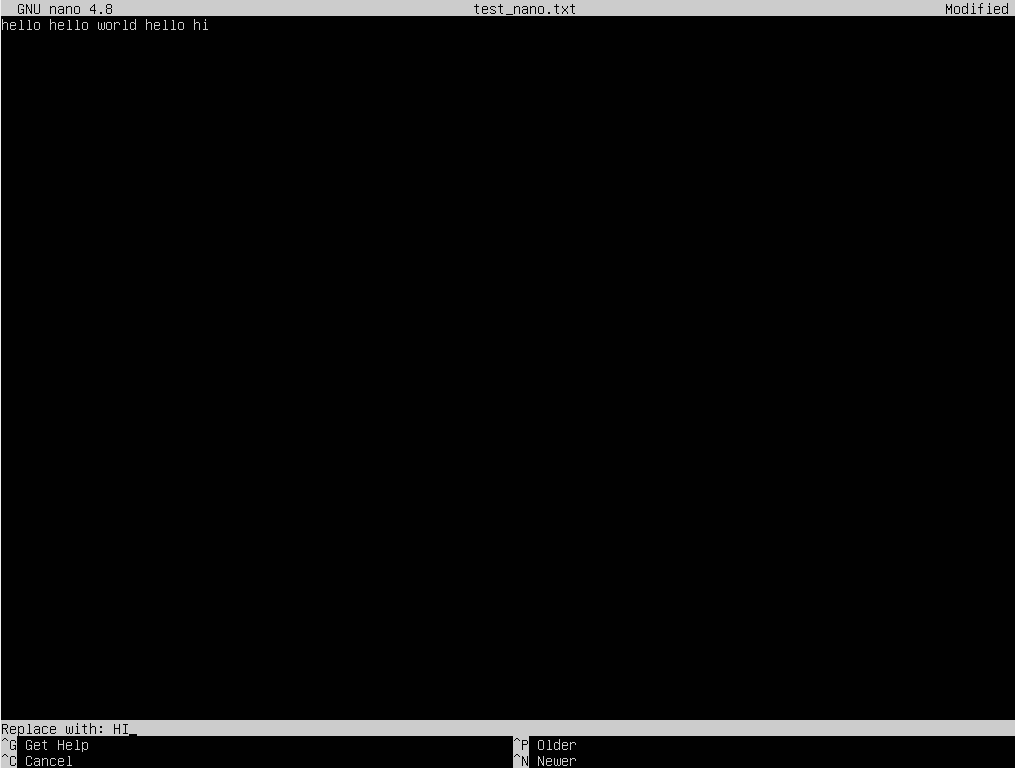 GNU nano 4.8 test_nano.txt Modified
hello hello world hello hi
Replace with: HI_
^G Get Help ^P Older
^C Cancel ^N Newer